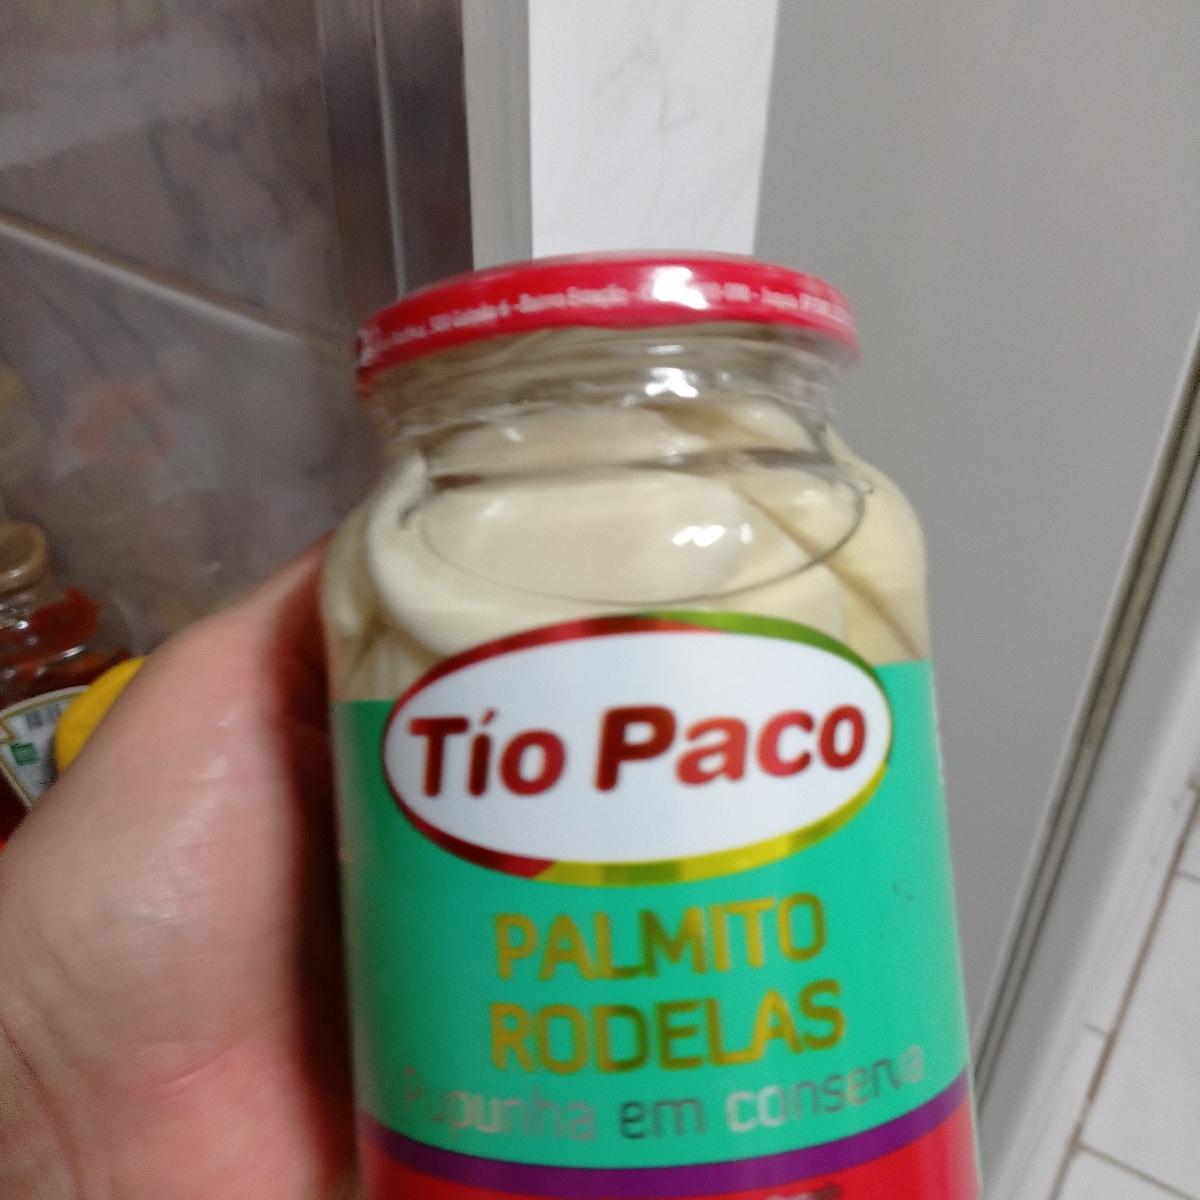 Tío Paco
PALMITO
RODELAS
Pupunha em conserva